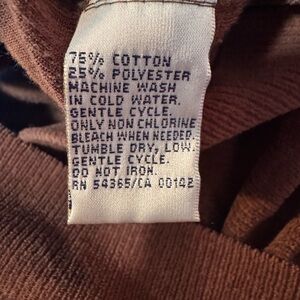 75% COTTON
25% POLYESTER
MACHINE WASH
IN COLD WATER.
GENTLE CYCLE.
ONLY NON CHLORINE
BLEACH WHEN NEEDED.
TUMBLE DRY, LOW.
GENTLE CYCLE.
DO NOT IRON.
RN 54365/CA 00142